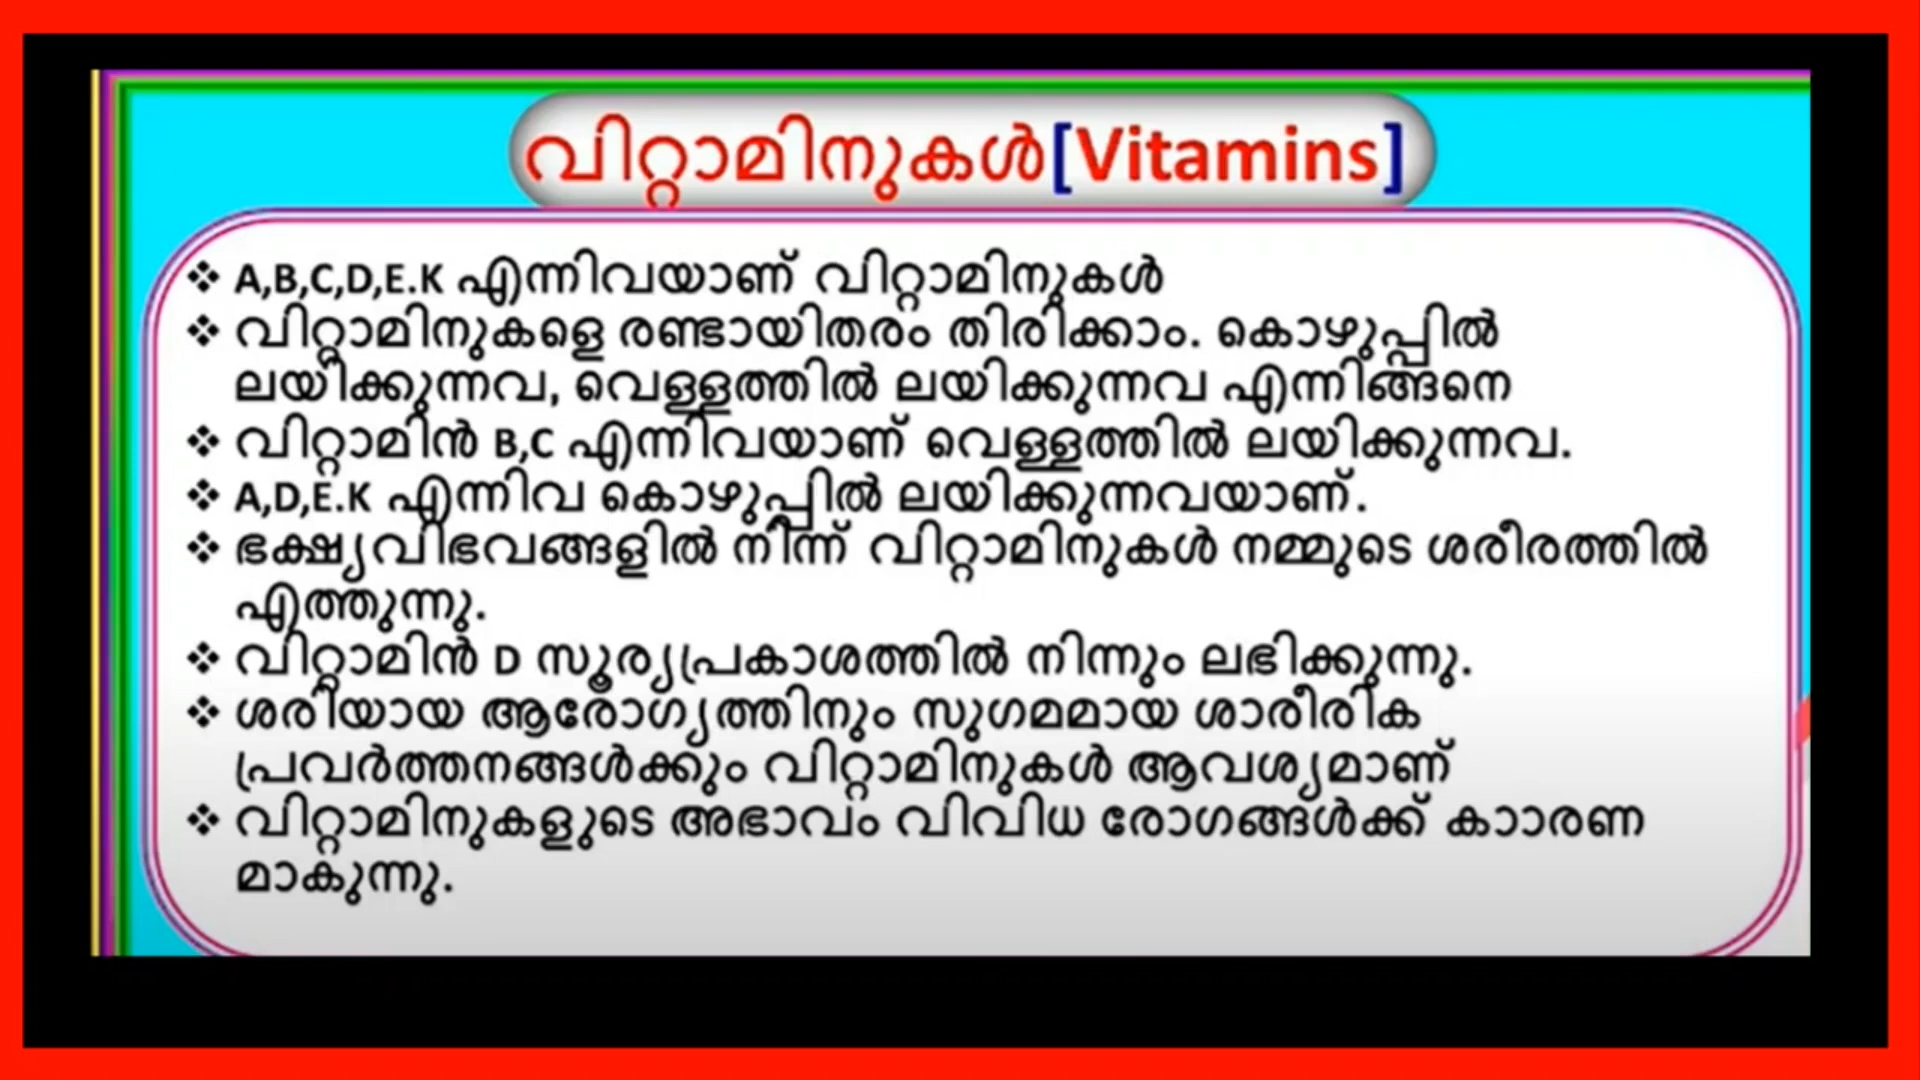 വിറ്റാമിനുകൾ[Vitamins]
❖ A,B,C,D,E.K എന്നിവയാണ് വിറ്റാമിനുകൾ
❖ വിറ്റാമിനുകളെ രണ്ടായിതരം തിരിക്കാം. കൊഴുപ്പിൽ
ലയിക്കുന്നവ, വെള്ളത്തിൽ ലയിക്കുന്നവ എന്നിങ്ങനെ
❖ വിറ്റാമിൻ B,C എന്നിവയാണ് വെള്ളത്തിൽ ലയിക്കുന്നവ.
❖ A,D,E.K എന്നിവ കൊഴുപ്പിൽ ലയിക്കുന്നവയാണ്.
❖ ഭക്ഷ്യവിഭവങ്ങളിൽ നിന്ന് വിറ്റാമിനുകൾ നമ്മുടെ ശരീരത്തിൽ
എത്തുന്നു.
❖ വിറ്റാമിൻ D സൂര്യപ്രകാശത്തിൽ നിന്നും ലഭിക്കുന്നു.
❖ ശരിയായ ആരോഗ്യത്തിനും സുഗമമായ ശാരീരിക
പ്രവർത്തനങ്ങൾക്കും വിറ്റാമിനുകൾ ആവശ്യമാണ്
❖ വിറ്റാമിനുകളുടെ അഭാവം വിവിധ രോഗങ്ങൾക്ക് കാാരണ
മാകുന്നു.